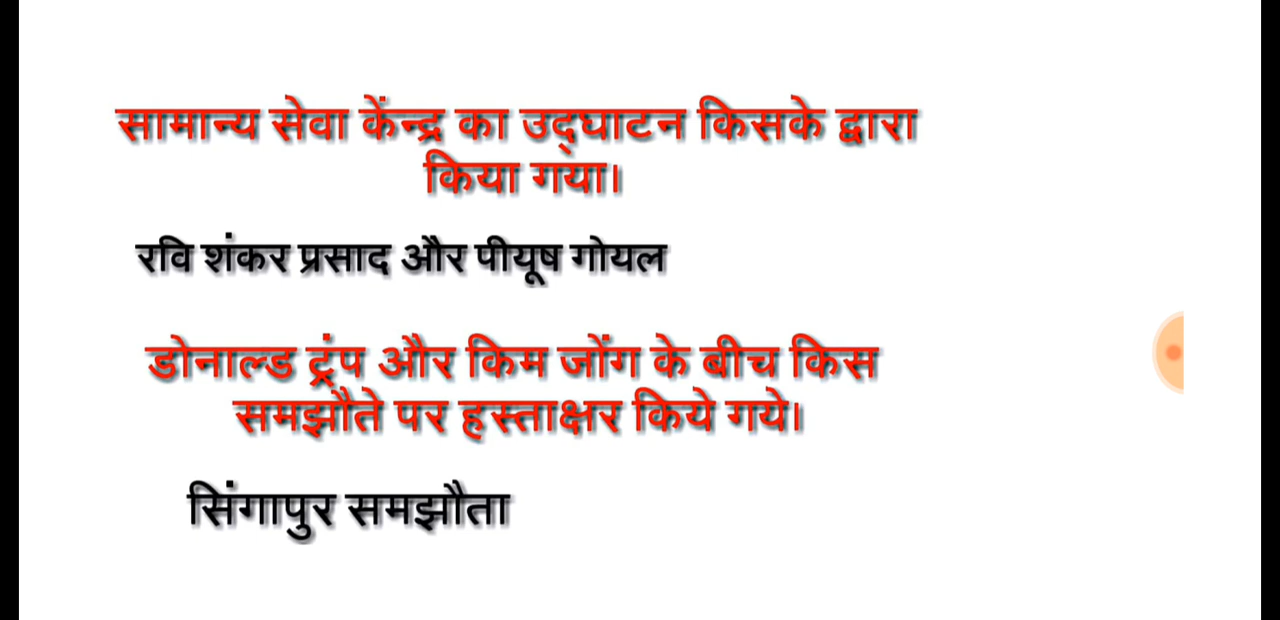 सामान्य सेवा केंन्द्र का उद्‌घाटन किसके द्वारा
किया गया।
रवि शंकर प्रसाद और पीयूष गोयल
डोनाल्ड ट्रंप और किम जोंग के बीच किस
समझौते पर हस्ताक्षर किये गये।
सिंगापुर समझौता